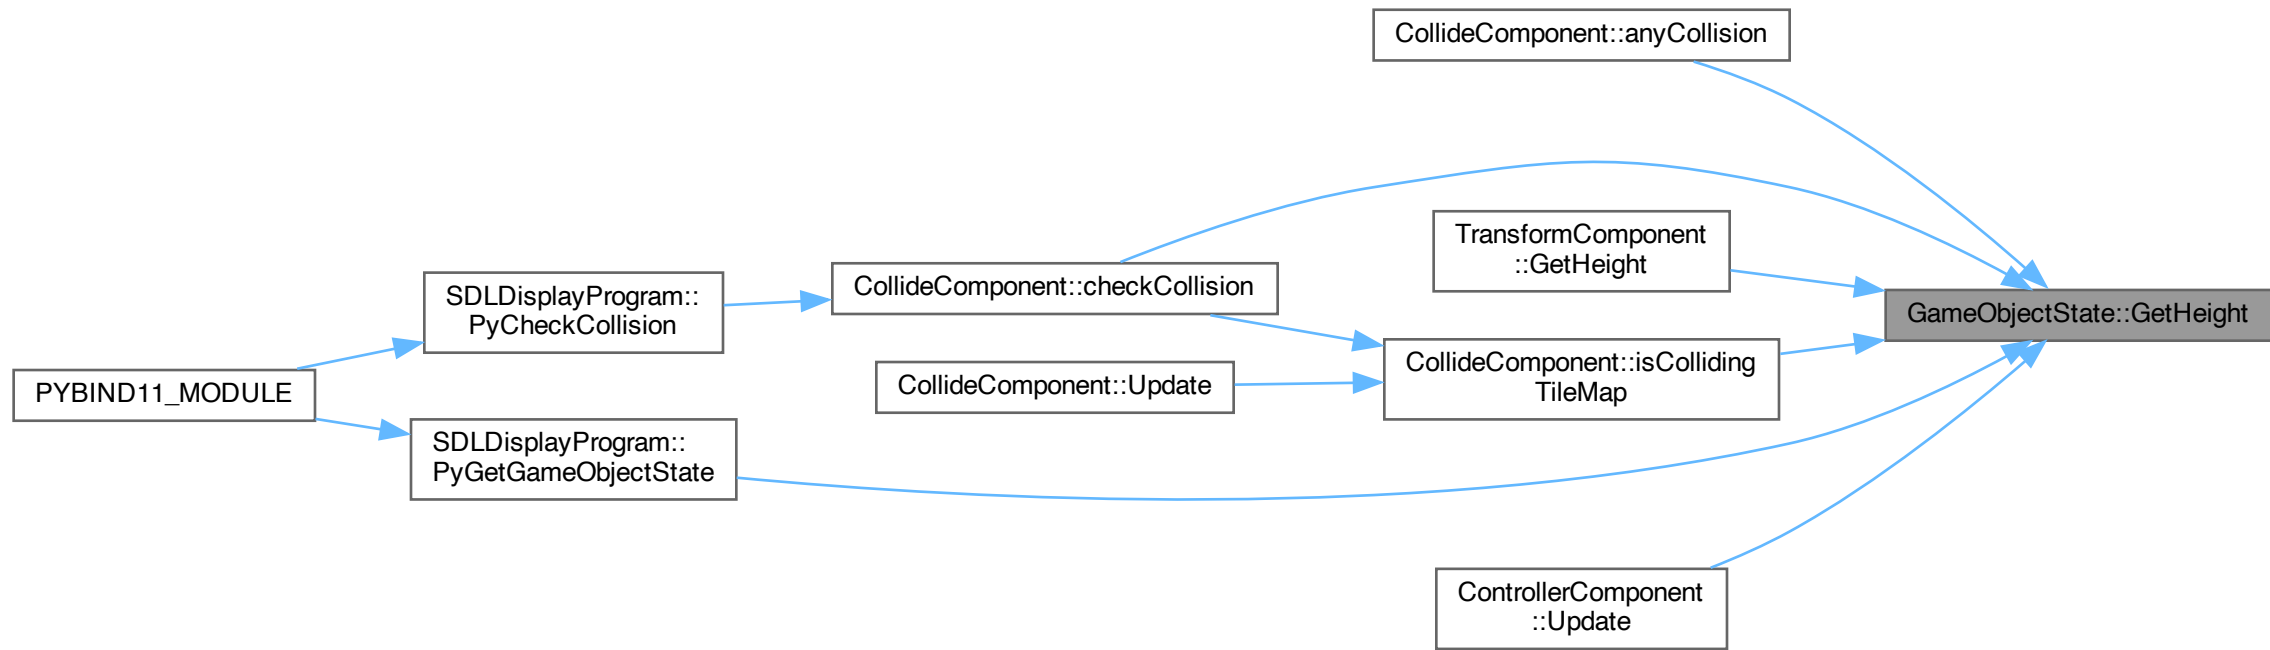 CollideComponent::anyCollision
TransformComponent
::GetHeight
SDLDisplayProgram::
PyCheckCollision
CollideComponent::checkCollision
GameObjectState::GetHeight
PYBIND11_MODULE
CollideComponent::Update
CollideComponent::isColliding
TileMap
SDLDisplayProgram::
PyGetGameObjectState
ControllerComponent
::Update